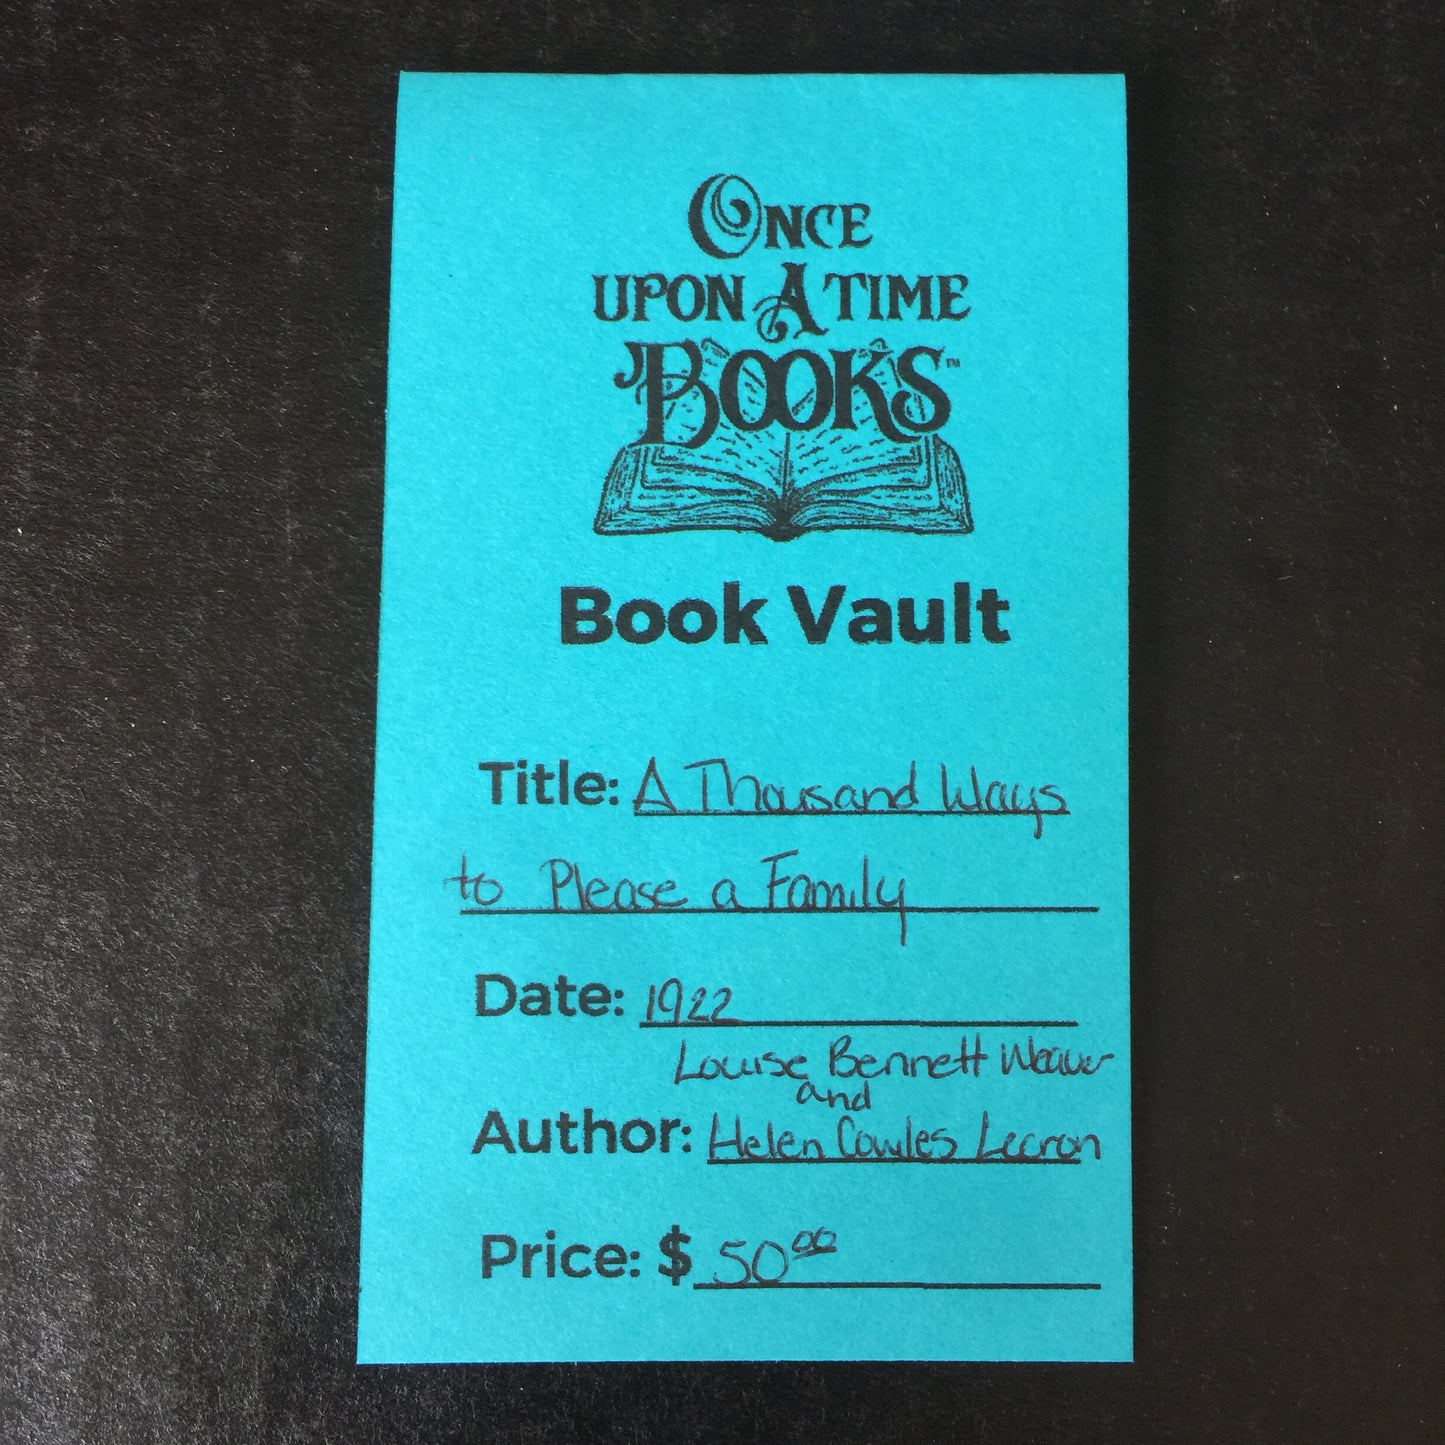 ONCE
UPON A TIME
BOOKS™
Book Vault
Title: A Thousand Ways
to Please a Family
Date: 1922
Louise Bennett Weaver
and
Author: Helen Cowles Lecron
Price: $ 50.00